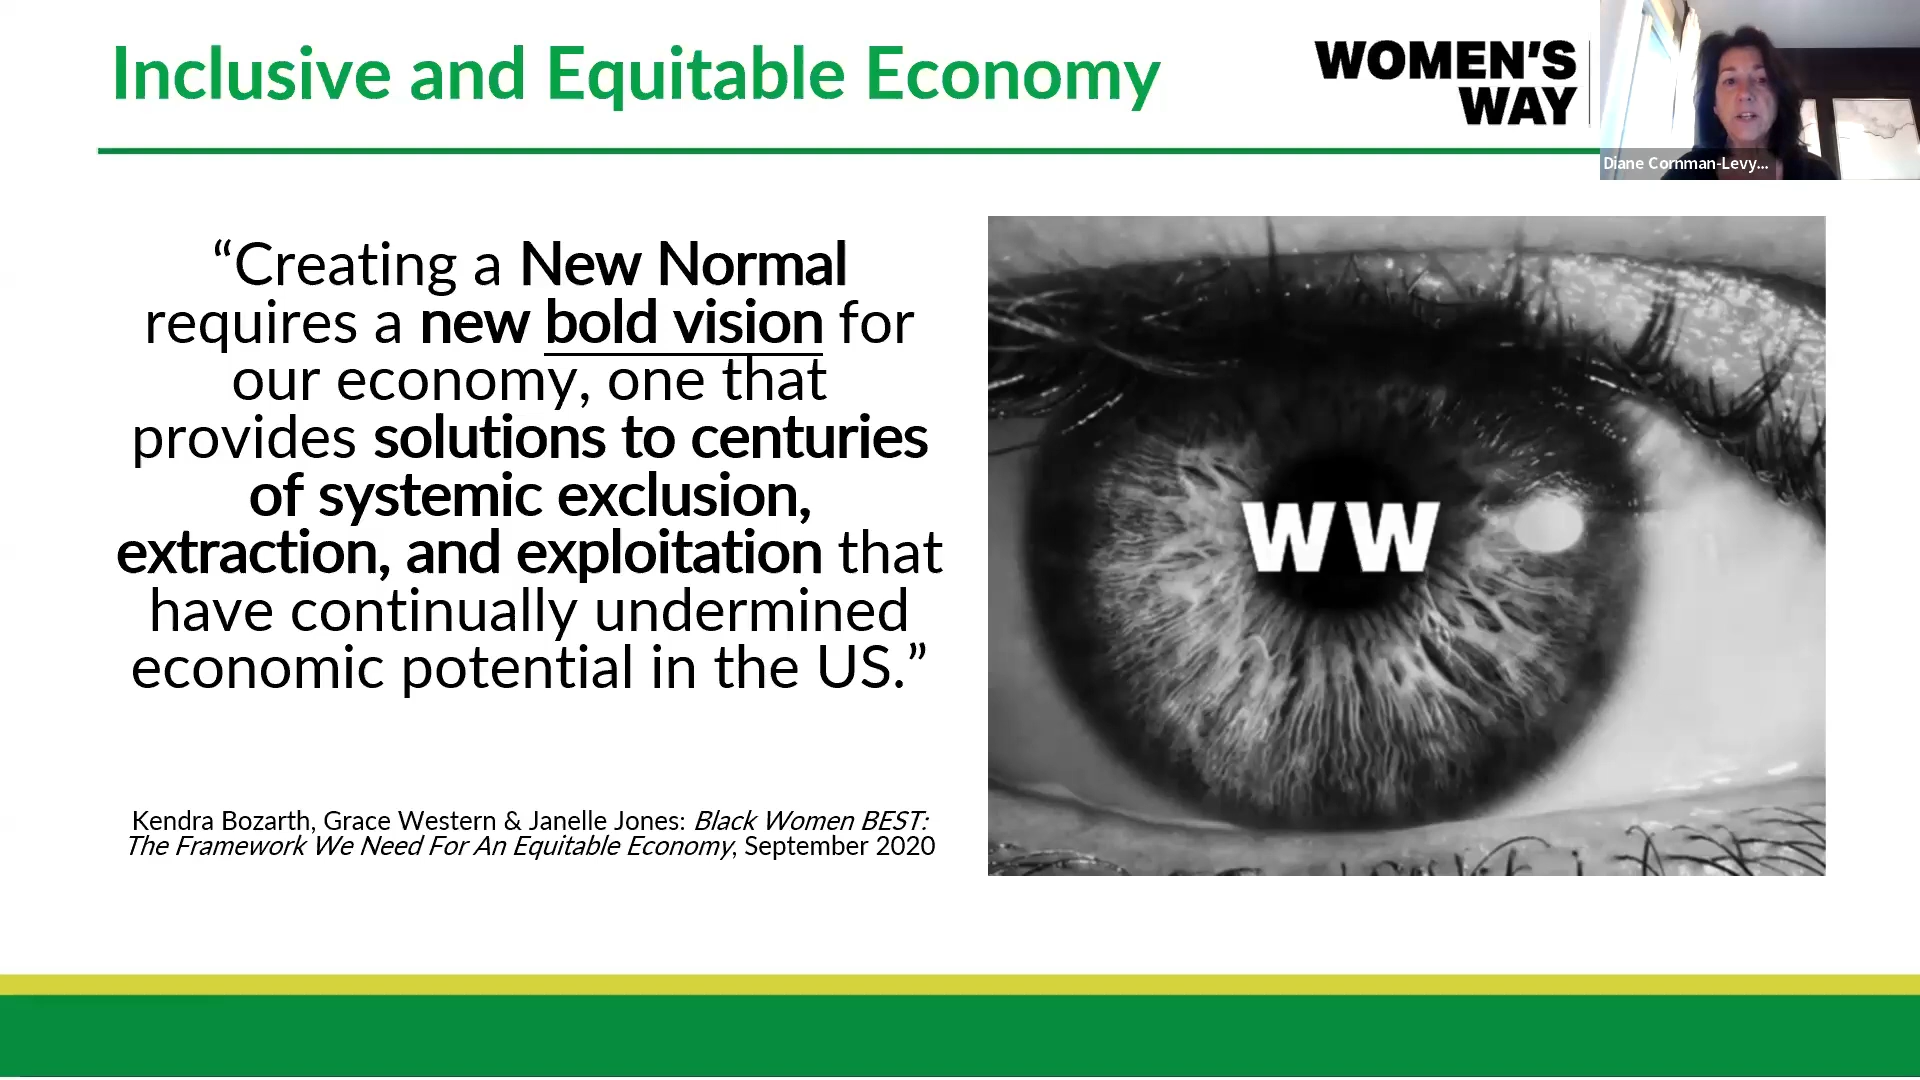 Inclusive and Equitable Economy
WOMEN'S
WAY
Diane Cornman-Levy...
“Creating a New Normal
requires a new bold vision for
our economy, one that
provides solutions to centuries
of systemic exclusion,
extraction, and exploitation that
have continually undermined
economic potential in the US.”
WW
Kendra Bozarth, Grace Western & Janelle Jones: Black Women BEST:
The Framework We Need For An Equitable Economy, September 2020